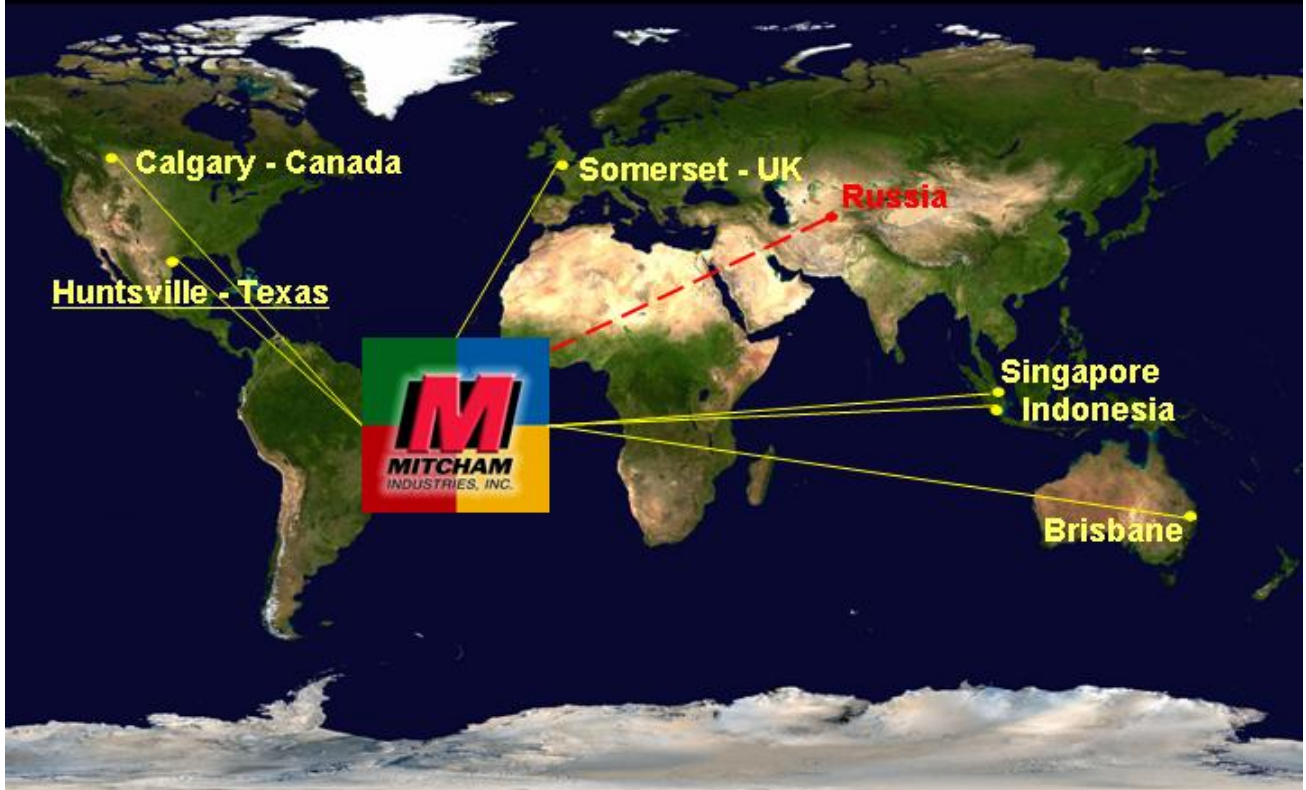 Calgary - Canada
Somerset - UK
Russia
Huntsville - Texas
Singapore
Indonesia
M
MITCHAM
INDUSTRIES, INC.
Brisbane